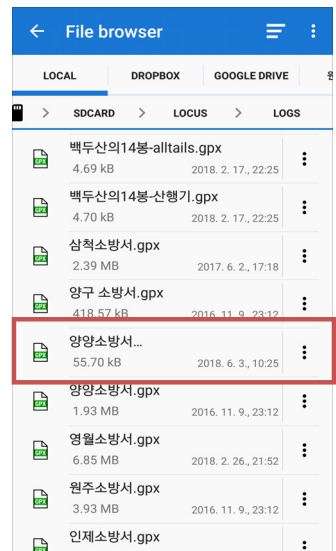 File browser
LOCAL DROPBOX GOOGLE DRIVE
> SDCARD > LOCUS > LOGS
백두산의14봉-alltails.gpx
4.69 kB 2018. 2. 17., 22:25
백두산의14봉-산행기.gpx
4.70 kB 2018. 2. 17., 22:25
삼척소방서.gpx
2.39 MB 2017. 6. 2., 17:18
양구 소방서.gpx
418.57 kB 2016. 11. 9., 23:12
양양소방서...
55.70 kB 2018. 6. 3., 10:25
양양소방서.gpx
1.93 MB 2016. 11. 9., 23:12
영월소방서.gpx
6.85 MB 2018. 2. 26., 21:52
원주소방서.gpx
3.93 MB 2016. 11. 9., 23:12
인제소방서.gpx